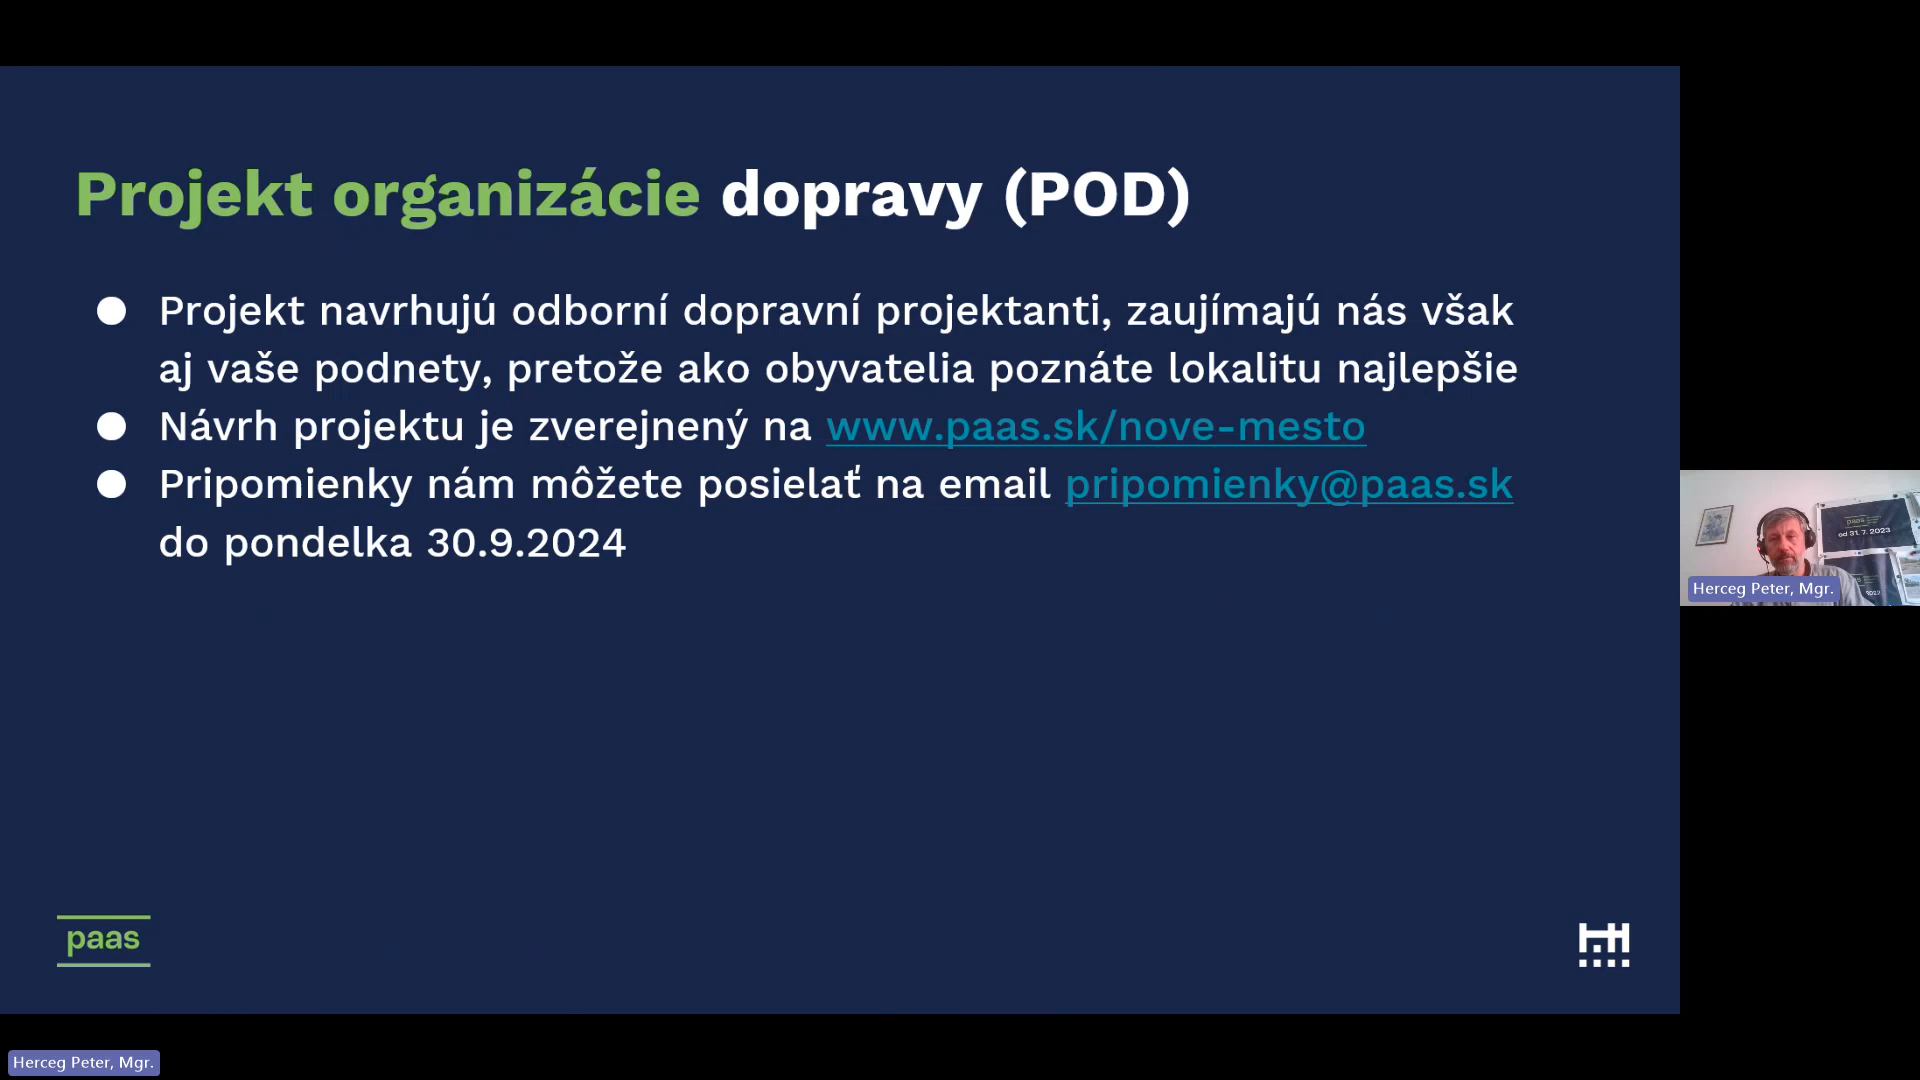 Projekt organizácie dopravy (POD)
Projekt navrhujú odborní dopravní projektanti, zaujímajú nás však
aj vaše podnety, pretože ako obyvatelia poznáte lokalitu najlepšie
Návrh projektu je zverejnený na www.paas.sk/nove-mesto
Pripomienky nám môžete posielať na email pripomienky@paas.sk
do pondelka 30.9.2024
paas
od 31. 7. 2023
Herceg Peter, Mgr.
paas
Herceg Peter, Mgr.